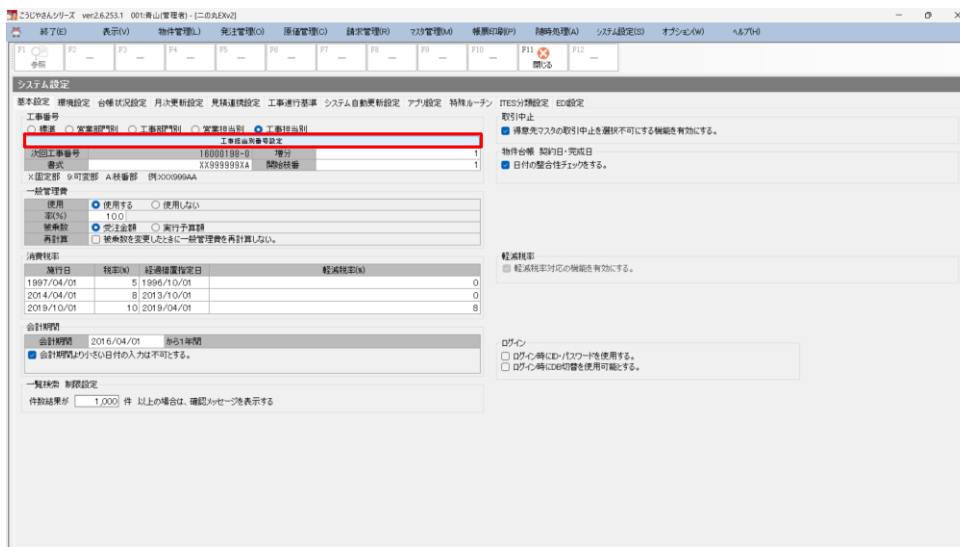 こうじやさんシリーズ ver.2.6.253.1 001:青山(管理者) - [二の丸EXv2]
終了(E) 表示(V) 物件管理(L) 発注管理(O) 原価管理(C) 請求管理(R) マスタ管理(M) 帳票印刷(P) 随時処理(A) システム設定(S) オプション(W) ヘルプ(H)
F1 F2 F3 F4 F5 F6 F7 F8 F9 F10 F11 F12
参照 — — — — — — — — — 閉じる —
システム設定
基本設定 環境設定 台帳状況設定 月次更新設定 見積連携設定 工事進行基準 システム自動更新設定 アプリ設定 特殊ルーチン ITES分類設定 EDI設定
工事番号
標準 営業部門別 工事部門別 営業担当別 工事担当別
工事担当別番号設定
次回工事番号 16000198-0 増分 1
書式 XX999999XA 開始枝番 1
X:固定部 9:可変部 A:枝番部 例)XXX999AA
一般管理費
使用 使用する 使用しない
率(%) 10.0
被乗数 受注金額 実行予算額
再計算 被乗数を変更したときに一般管理費を再計算しない。
消費税率
施行日 税率(%) 経過措置指定日 軽減税率(%)
1997/04/01 5 1996/10/01 0
2014/04/01 8 2013/10/01 0
2019/10/01 10 2019/04/01 8
会計期間
会計期間 2016/04/01 から1年間
会計期間より小さい日付の入力は不可とする。
一覧検索 制限設定
件数結果が 1,000 件 以上の場合は、確認メッセージを表示する
取引中止
得意先マスタの取引中止を選択不可にする機能を有効にする。
物件台帳 契約日・完成日
日付の整合性チェックをする。
軽減税率
軽減税率対応の機能を有効にする。
ログイン
ログイン時にID・パスワードを使用する。
ログイン時にDB切替を使用可能とする。